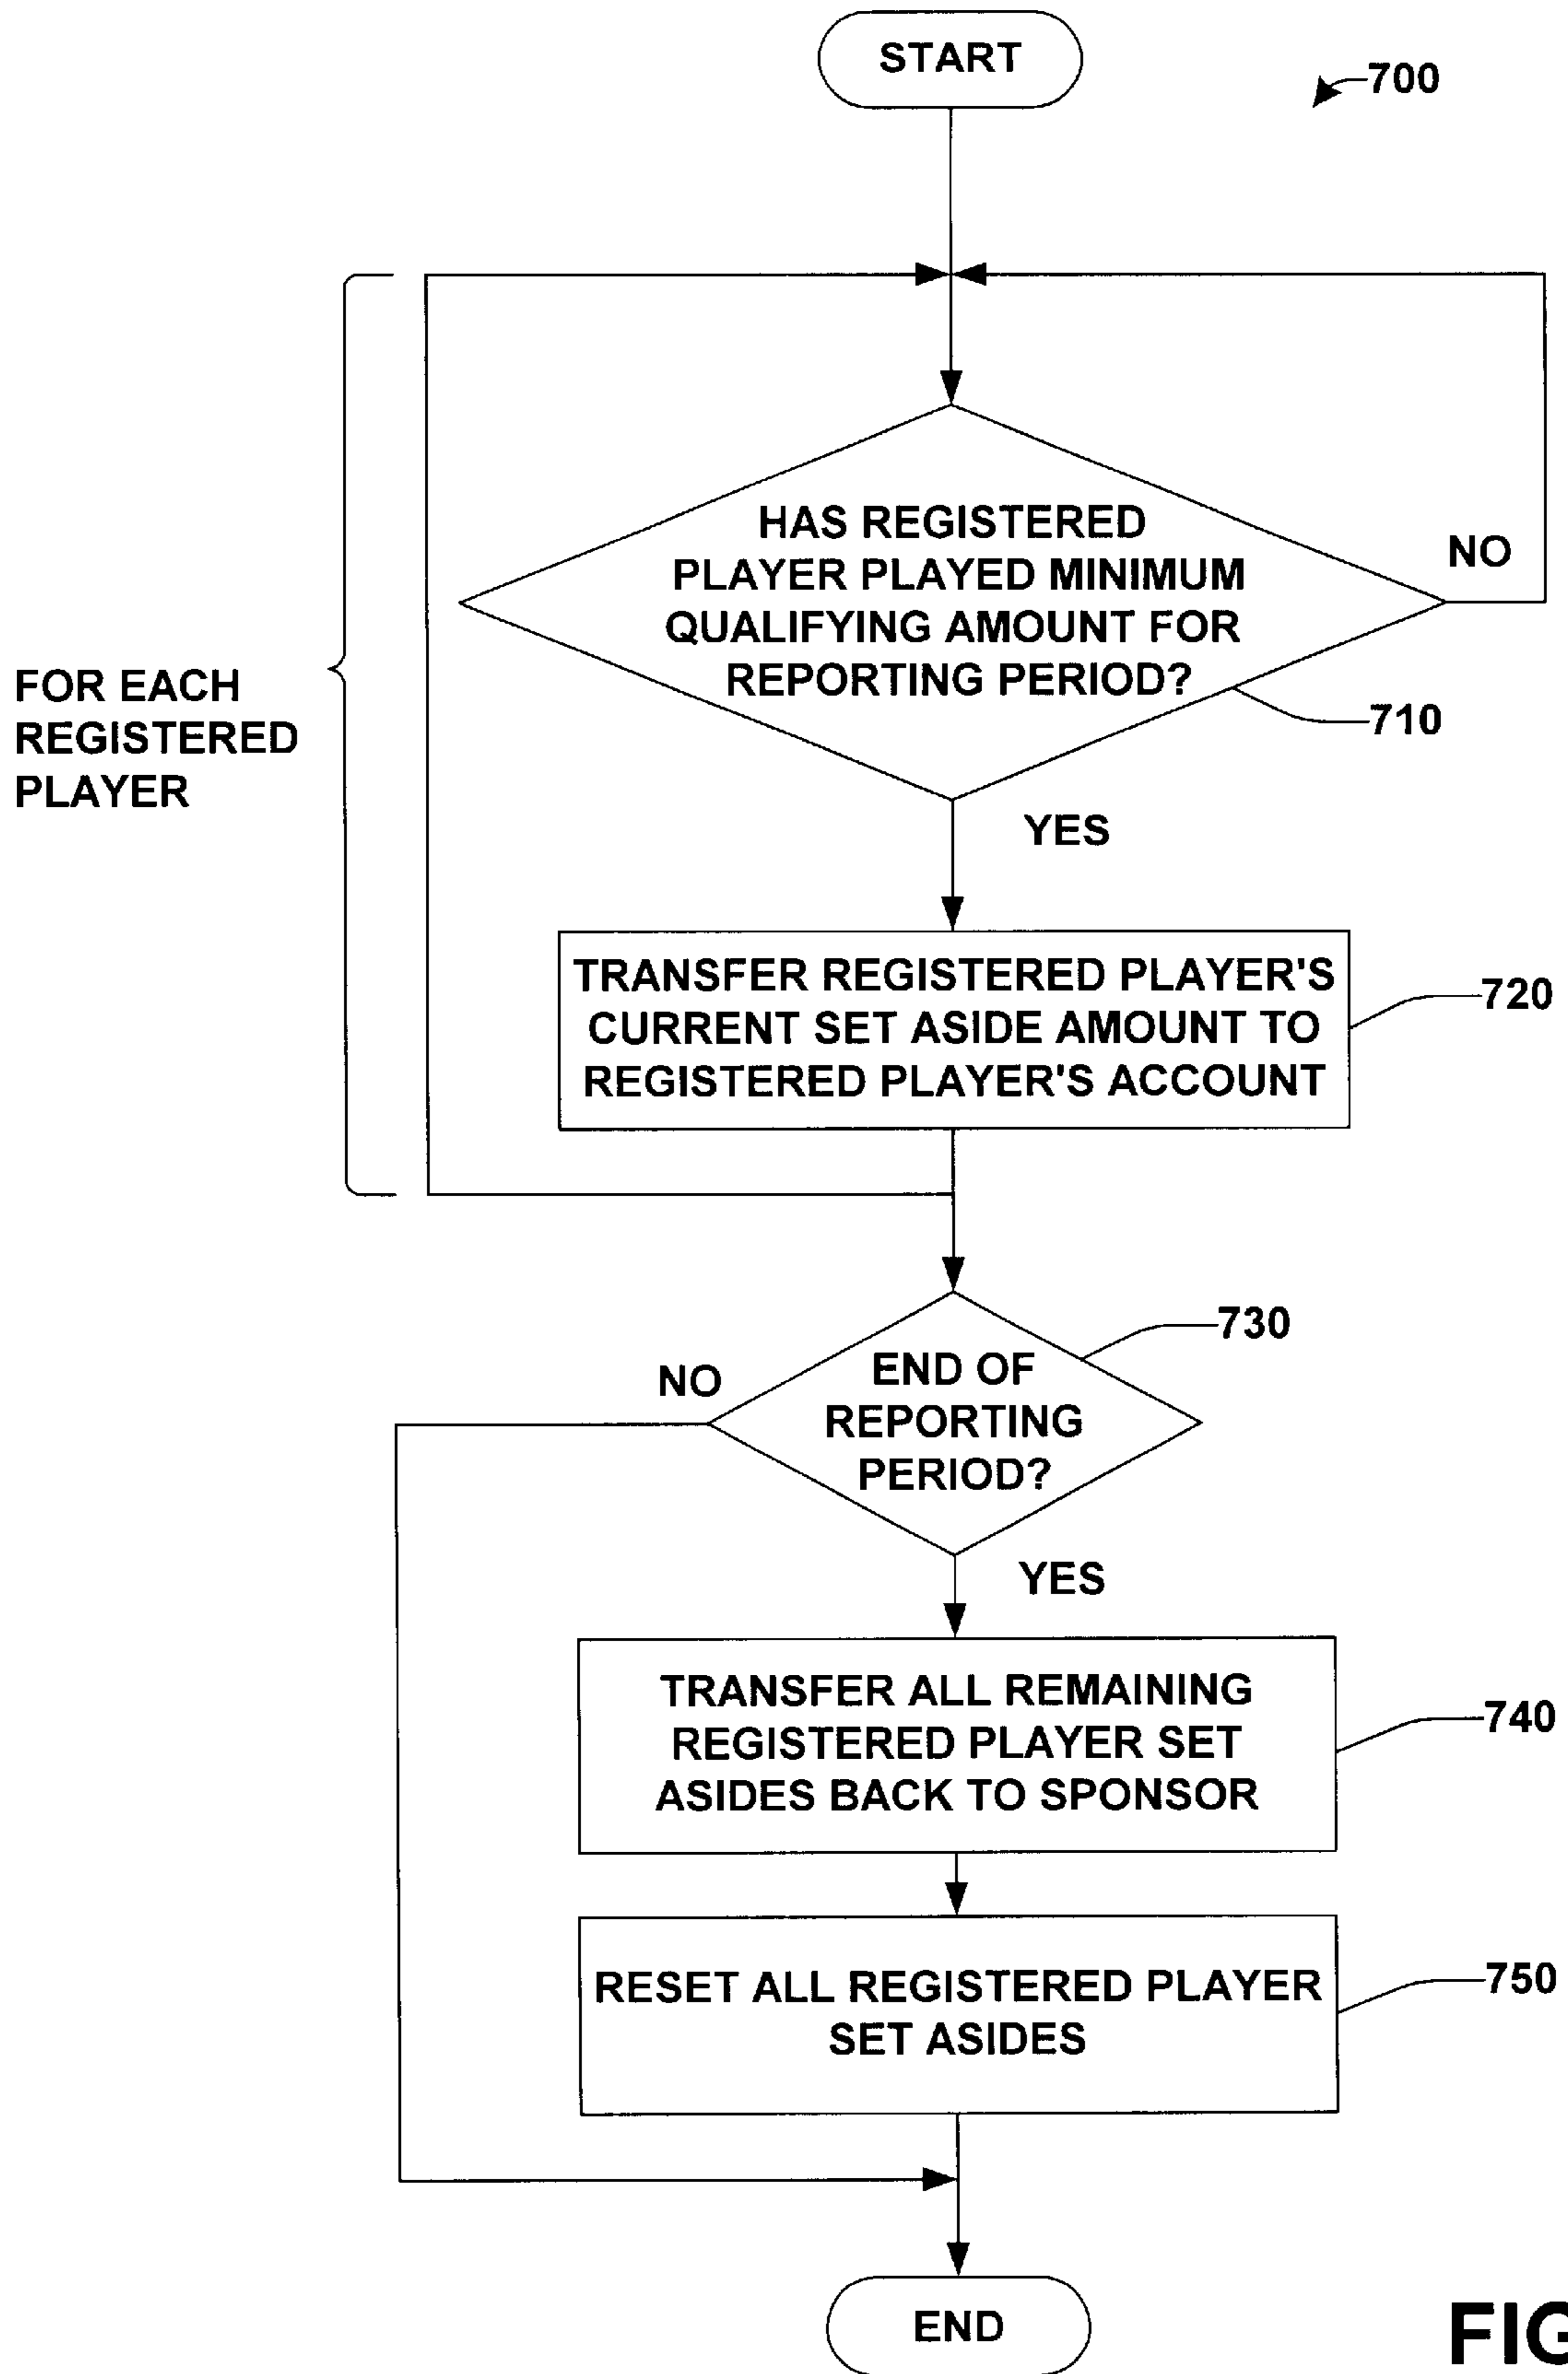 START
700
HAS REGISTERED
PLAYER PLAYED MINIMUM
QUALIFYING AMOUNT FOR
REPORTING PERIOD?
NO
710
FOR EACH
REGISTERED
PLAYER
YES
TRANSFER REGISTERED PLAYER'S
CURRENT SET ASIDE AMOUNT TO
REGISTERED PLAYER'S ACCOUNT
720
730
NO
END OF
REPORTING
PERIOD?
YES
TRANSFER ALL REMAINING
REGISTERED PLAYER SET
ASIDES BACK TO SPONSOR
740
RESET ALL REGISTERED PLAYER
SET ASIDES
750
END